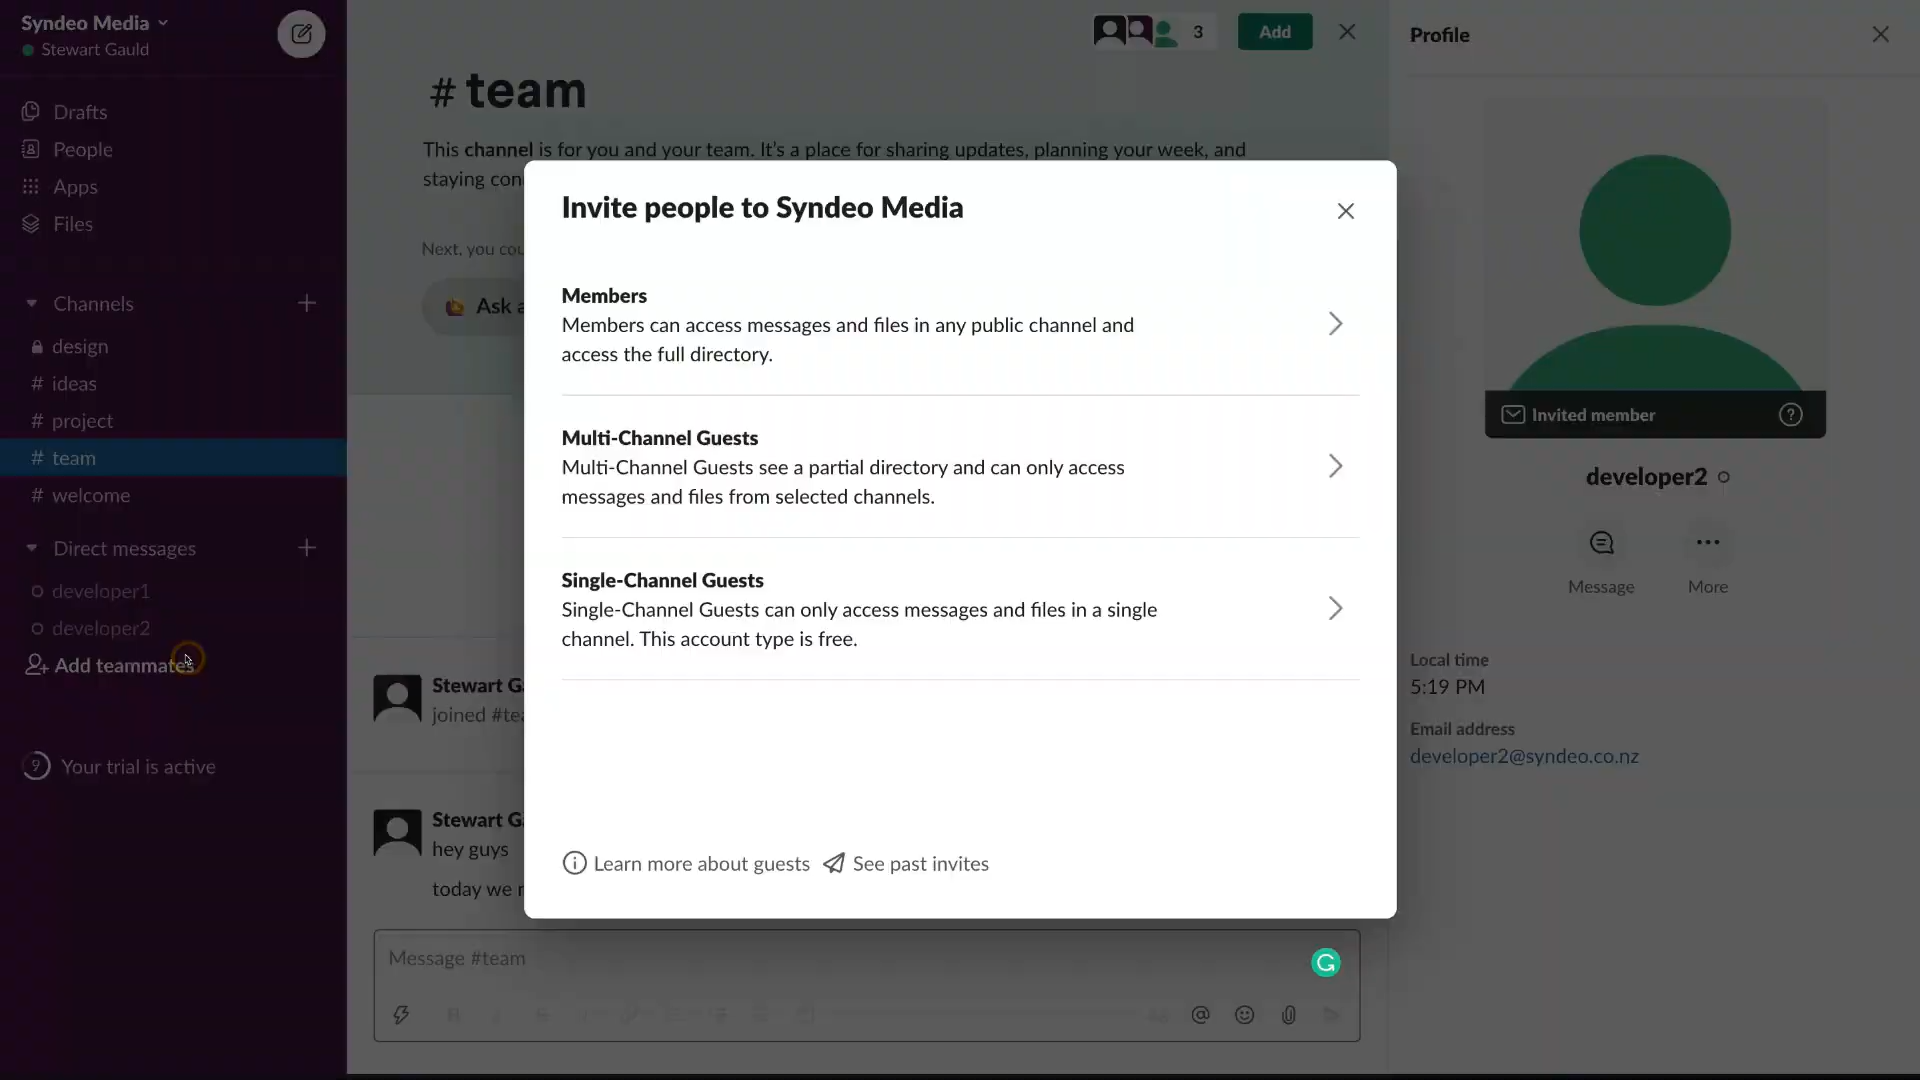 Syndeo Media
Stewart Gauld
Drafts
People
Apps
Files
Channels
design
# ideas
# project
# team
# welcome
Direct messages
developer1
developer2
Add teammates
9 Your trial is active
3
Add
# team
This channel is for you and your team. It's a place for sharing updates, planning your week, and
staying con
Next, you cou
Ask a
Stewart G
joined #tea
Stewart G
hey guys
today we r
Message #team
Invite people to Syndeo Media
Members
Members can access messages and files in any public channel and
access the full directory.
Multi-Channel Guests
Multi-Channel Guests see a partial directory and can only access
messages and files from selected channels.
Single-Channel Guests
Single-Channel Guests can only access messages and files in a single
channel. This account type is free.
Learn more about guests See past invites
Profile
Invited member
developer2
Message More
Local time
5:19 PM
Email address
developer2@syndeo.co.nz